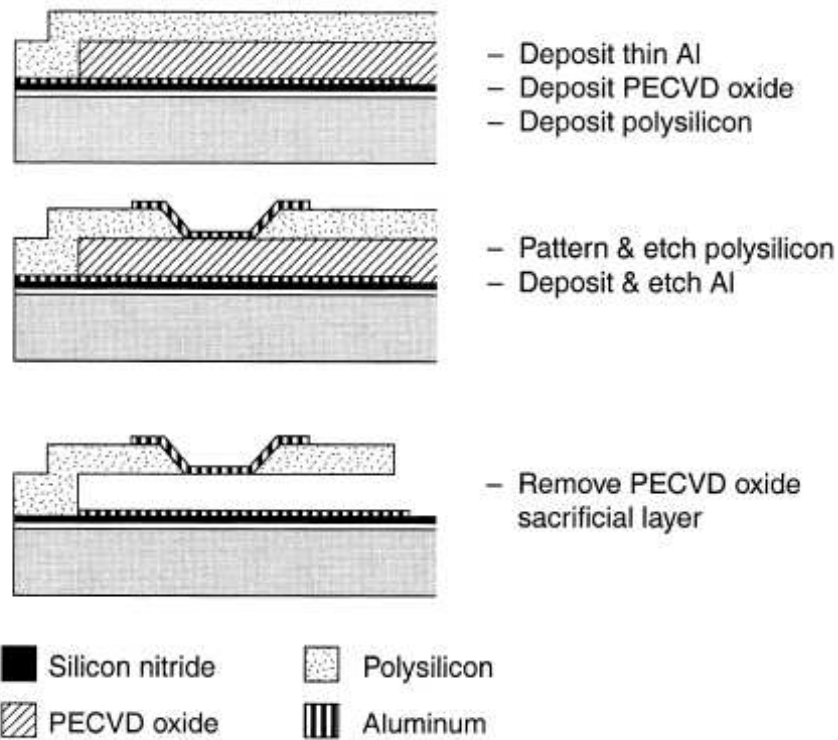 – Deposit thin Al
– Deposit PECVD oxide
– Deposit polysilicon
– Pattern & etch polysilicon
– Deposit & etch Al
– Remove PECVD oxide
sacrificial layer
Silicon nitride
Polysilicon
PECVD oxide
Aluminum